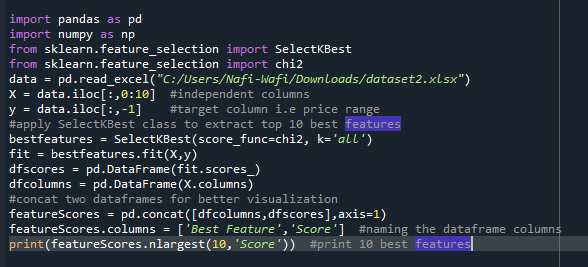 import pandas as pd
import numpy as np
from sklearn.feature_selection import SelectKBest
from sklearn.feature_selection import chi2
data = pd.read_excel("C:/Users/Nafi-Wafi/Downloads/dataset2.xlsx")
X = data.iloc[:,0:10]  #independent columns
y = data.iloc[:,-1]    #target column i.e price range
#apply SelectKBest class to extract top 10 best features
bestfeatures = SelectKBest(score_func=chi2, k='all')
fit = bestfeatures.fit(X,y)
dfscores = pd.DataFrame(fit.scores_)
dfcolumns = pd.DataFrame(X.columns)
#concat two dataframes for better visualization
featureScores = pd.concat([dfcolumns,dfscores],axis=1)
featureScores.columns = ['Best Feature','Score']  #naming the dataframe columns
print(featureScores.nlargest(10,'Score'))  #print 10 best features